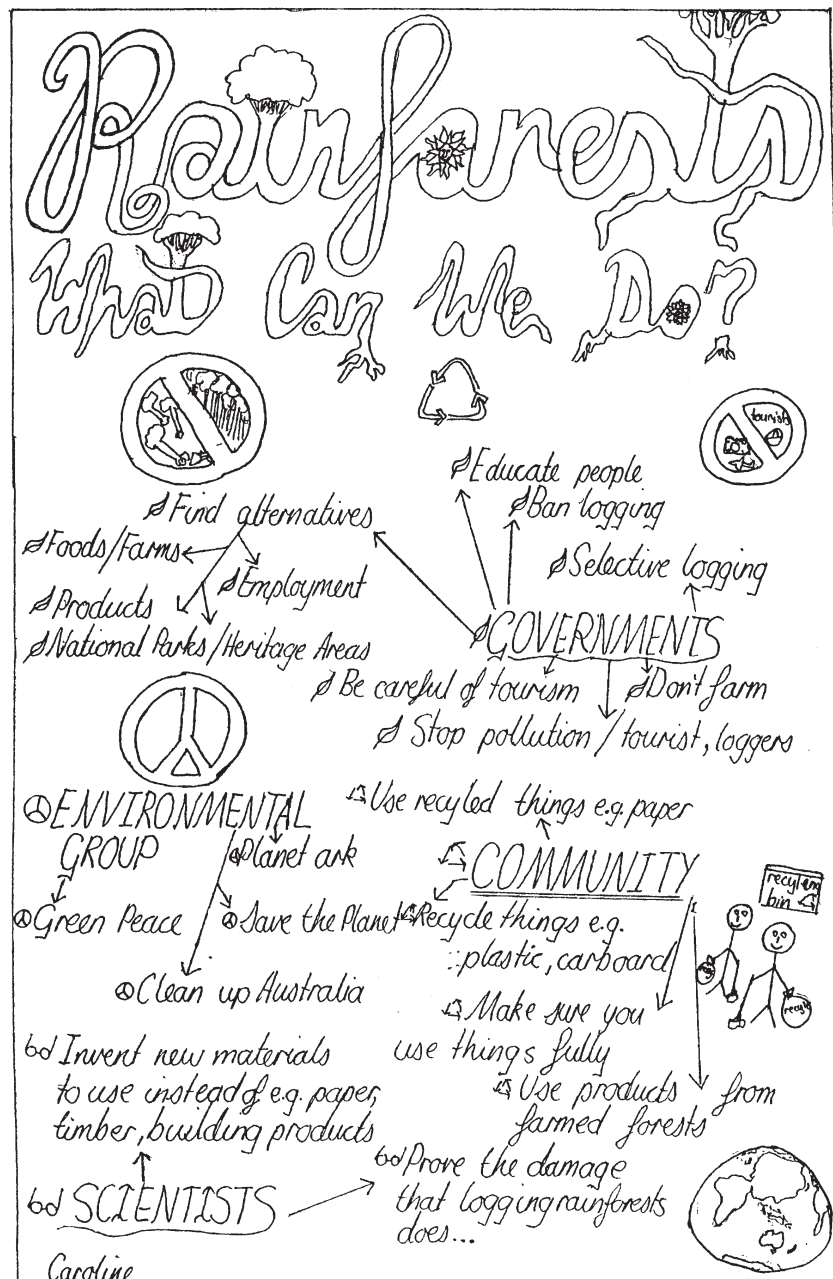 Rainforests
What Can We Do?
tourists
Educate people
Ban logging
Find alternatives
Foods/Farms
Selective logging
Employment
Products
GOVERNMENTS
National Parks/Heritage Areas
Be careful of tourism
Don't farm
Stop pollution/tourist, loggers
Use recyled things e.g. paper
ENVIRONMENTAL
GROUP
Planet ark
COMMUNITY
recycling
bin
Green Peace
Save the Planet
Recycle things e.g.
plastic, carboard
Clean up Australia
Make sure you
use things fully
Invent new materials
to use instead of e.g. paper,
timber, building products
Use products from
farmed forests
Prove the damage
that logging rainforests
does...
SCIENTISTS
Caroline